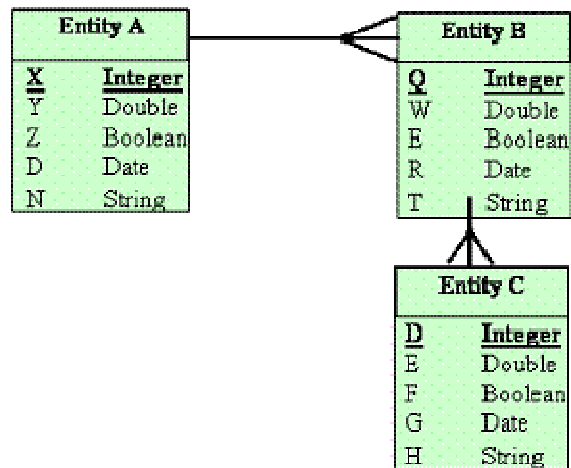 Entity A
X Integer
Y Double
Z Boolean
D Date
N String
Entity B
Q Integer
W Double
E Boolean
R Date
T String
Entity C
D Integer
E Double
F Boolean
G Date
H String